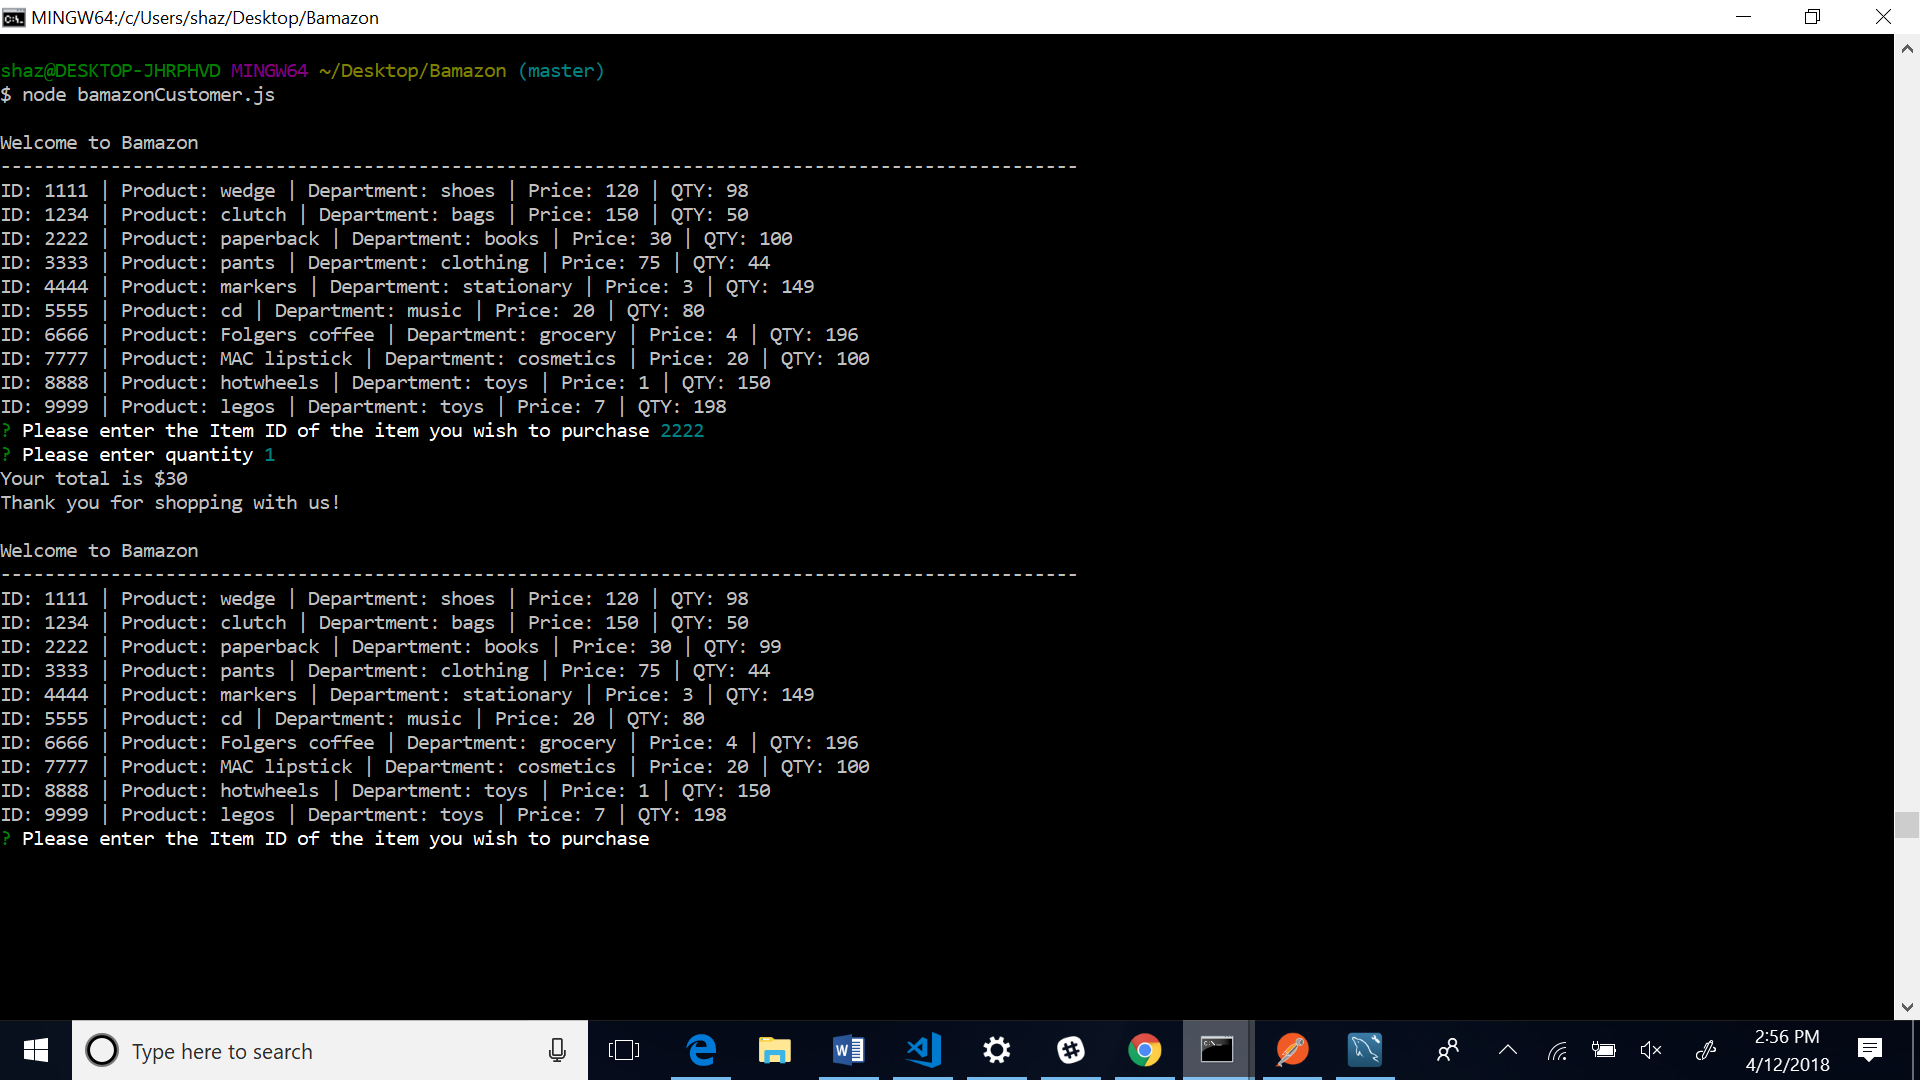 MINGW64:/c/Users/shaz/Desktop/Bamazon
shaz@DESKTOP-JHRPHVD MINGW64 ~/Desktop/Bamazon (master)
$ node bamazonCustomer.js
Welcome to Bamazon
--------------------------------------------------------------------------------------------------
ID: 1111 | Product: wedge | Department: shoes | Price: 120 | QTY: 98
ID: 1234 | Product: clutch | Department: bags | Price: 150 | QTY: 50
ID: 2222 | Product: paperback | Department: books | Price: 30 | QTY: 100
ID: 3333 | Product: pants | Department: clothing | Price: 75 | QTY: 44
ID: 4444 | Product: markers | Department: stationary | Price: 3 | QTY: 149
ID: 5555 | Product: cd | Department: music | Price: 20 | QTY: 80
ID: 6666 | Product: Folgers coffee | Department: grocery | Price: 4 | QTY: 196
ID: 7777 | Product: MAC lipstick | Department: cosmetics | Price: 20 | QTY: 100
ID: 8888 | Product: hotwheels | Department: toys | Price: 1 | QTY: 150
ID: 9999 | Product: legos | Department: toys | Price: 7 | QTY: 198
? Please enter the Item ID of the item you wish to purchase 2222
? Please enter quantity 1
Your total is $30
Thank you for shopping with us!
Welcome to Bamazon
--------------------------------------------------------------------------------------------------
ID: 1111 | Product: wedge | Department: shoes | Price: 120 | QTY: 98
ID: 1234 | Product: clutch | Department: bags | Price: 150 | QTY: 50
ID: 2222 | Product: paperback | Department: books | Price: 30 | QTY: 99
ID: 3333 | Product: pants | Department: clothing | Price: 75 | QTY: 44
ID: 4444 | Product: markers | Department: stationary | Price: 3 | QTY: 149
ID: 5555 | Product: cd | Department: music | Price: 20 | QTY: 80
ID: 6666 | Product: Folgers coffee | Department: grocery | Price: 4 | QTY: 196
ID: 7777 | Product: MAC lipstick | Department: cosmetics | Price: 20 | QTY: 100
ID: 8888 | Product: hotwheels | Department: toys | Price: 1 | QTY: 150
ID: 9999 | Product: legos | Department: toys | Price: 7 | QTY: 198
? Please enter the Item ID of the item you wish to purchase
Type here to search
2:56 PM
4/12/2018